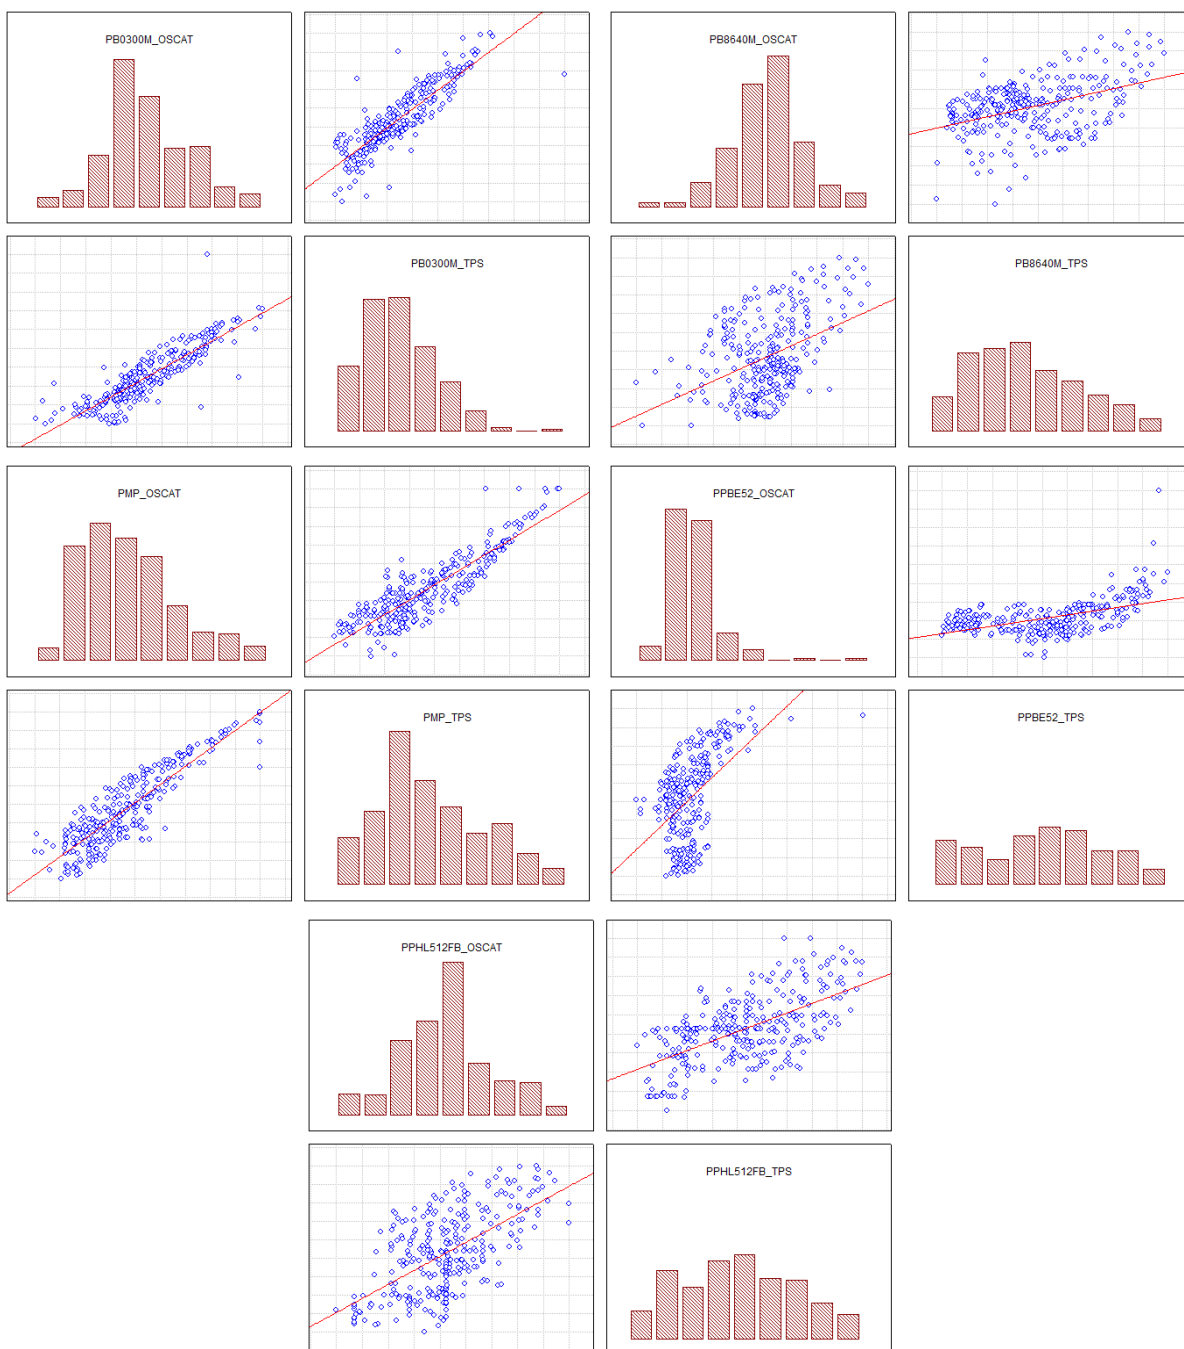 PB0300M_OSCAT
PB8640M_OSCAT
PB0300M_TPS
PB8640M_TPS
PMP_OSCAT
PPBE52_OSCAT
PMP_TPS
PPBE52_TPS
PPHL512FB_OSCAT
PPHL512FB_TPS